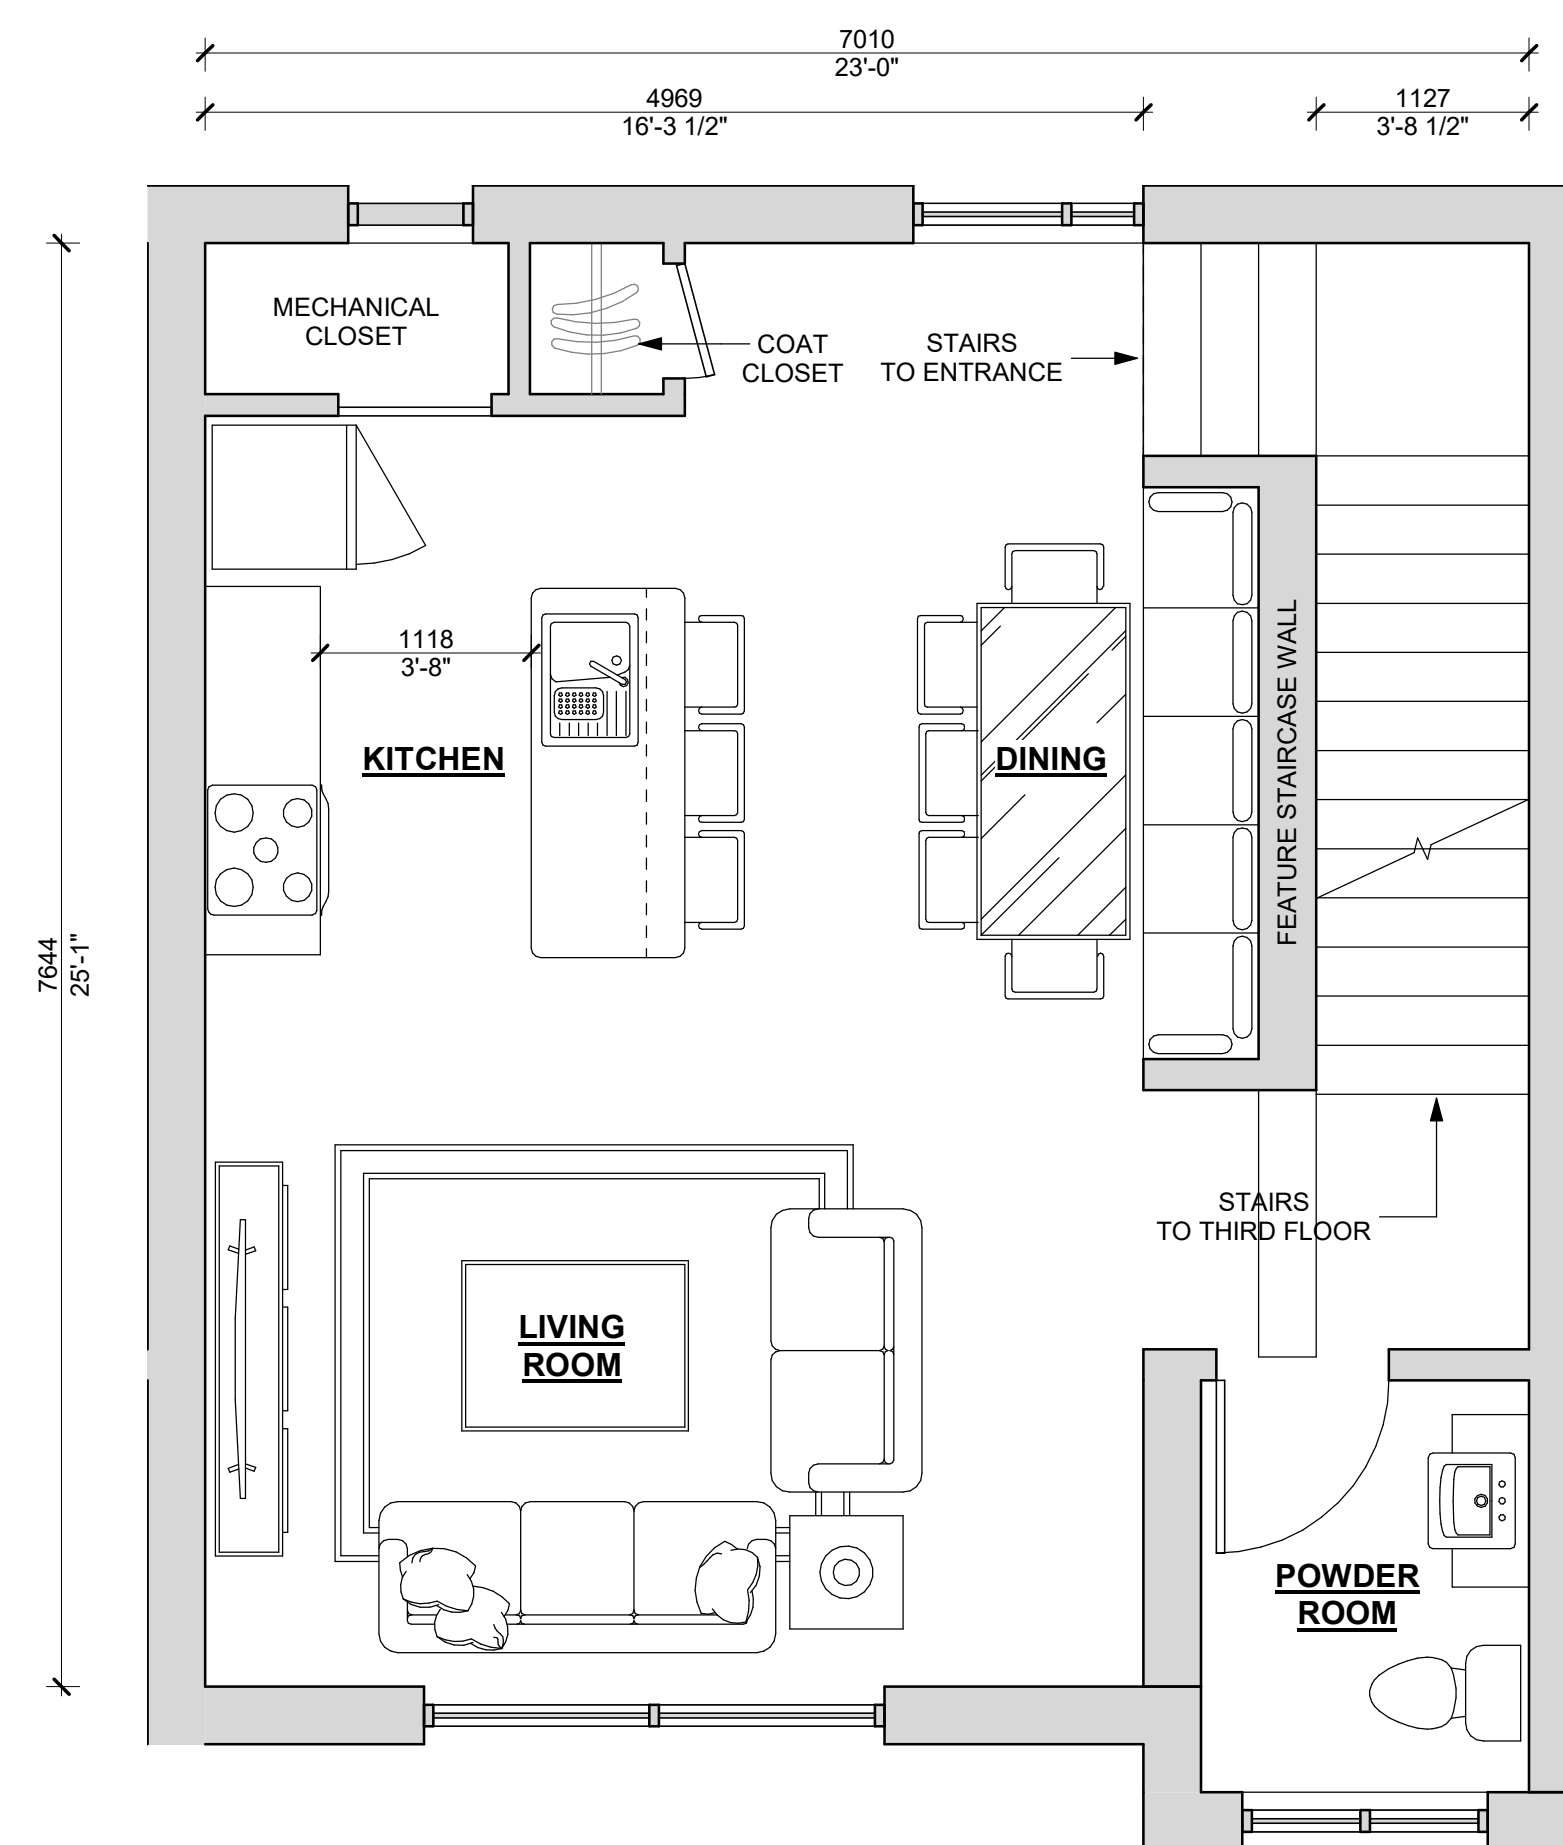 7010
23'-0"
4969
16'-3 1/2"
1127
3'-8 1/2"
MECHANICAL
CLOSET
COAT
CLOSET
STAIRS
TO ENTRANCE
1118
3'-8"
KITCHEN
DINING
FEATURE STAIRCASE WALL
7644
25'-1"
STAIRS
TO THIRD FLOOR
LIVING
ROOM
POWDER
ROOM